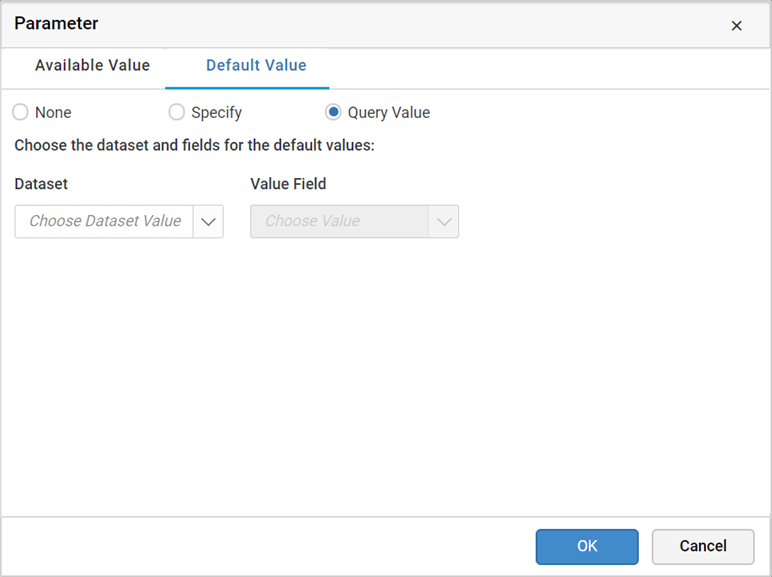 Parameter
Available Value Default Value
None Specify Query Value
Choose the dataset and fields for the default values:
Dataset Value Field
Choose Dataset Value Choose Value
OK Cancel